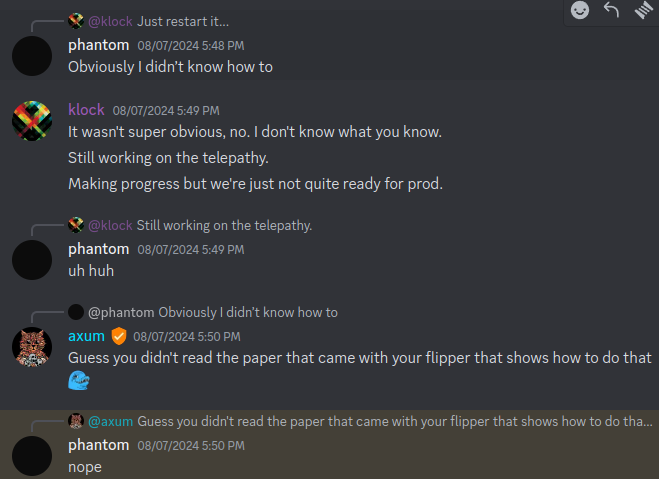 @klock Just restart it...
phantom 08/07/2024 5:48 PM
Obviously I didn't know how to
klock 08/07/2024 5:49 PM
It wasn't super obvious, no. I don't know what you know.
Still working on the telepathy.
Making progress but we're just not quite ready for prod.
@klock Still working on the telepathy.
phantom 08/07/2024 5:49 PM
uh huh
@phantom Obviously I didn't know how to
axum 08/07/2024 5:50 PM
Guess you didn't read the paper that came with your flipper that shows how to do that
@axum Guess you didn't read the paper that came with your flipper that shows how to do tha...
phantom 08/07/2024 5:50 PM
nope